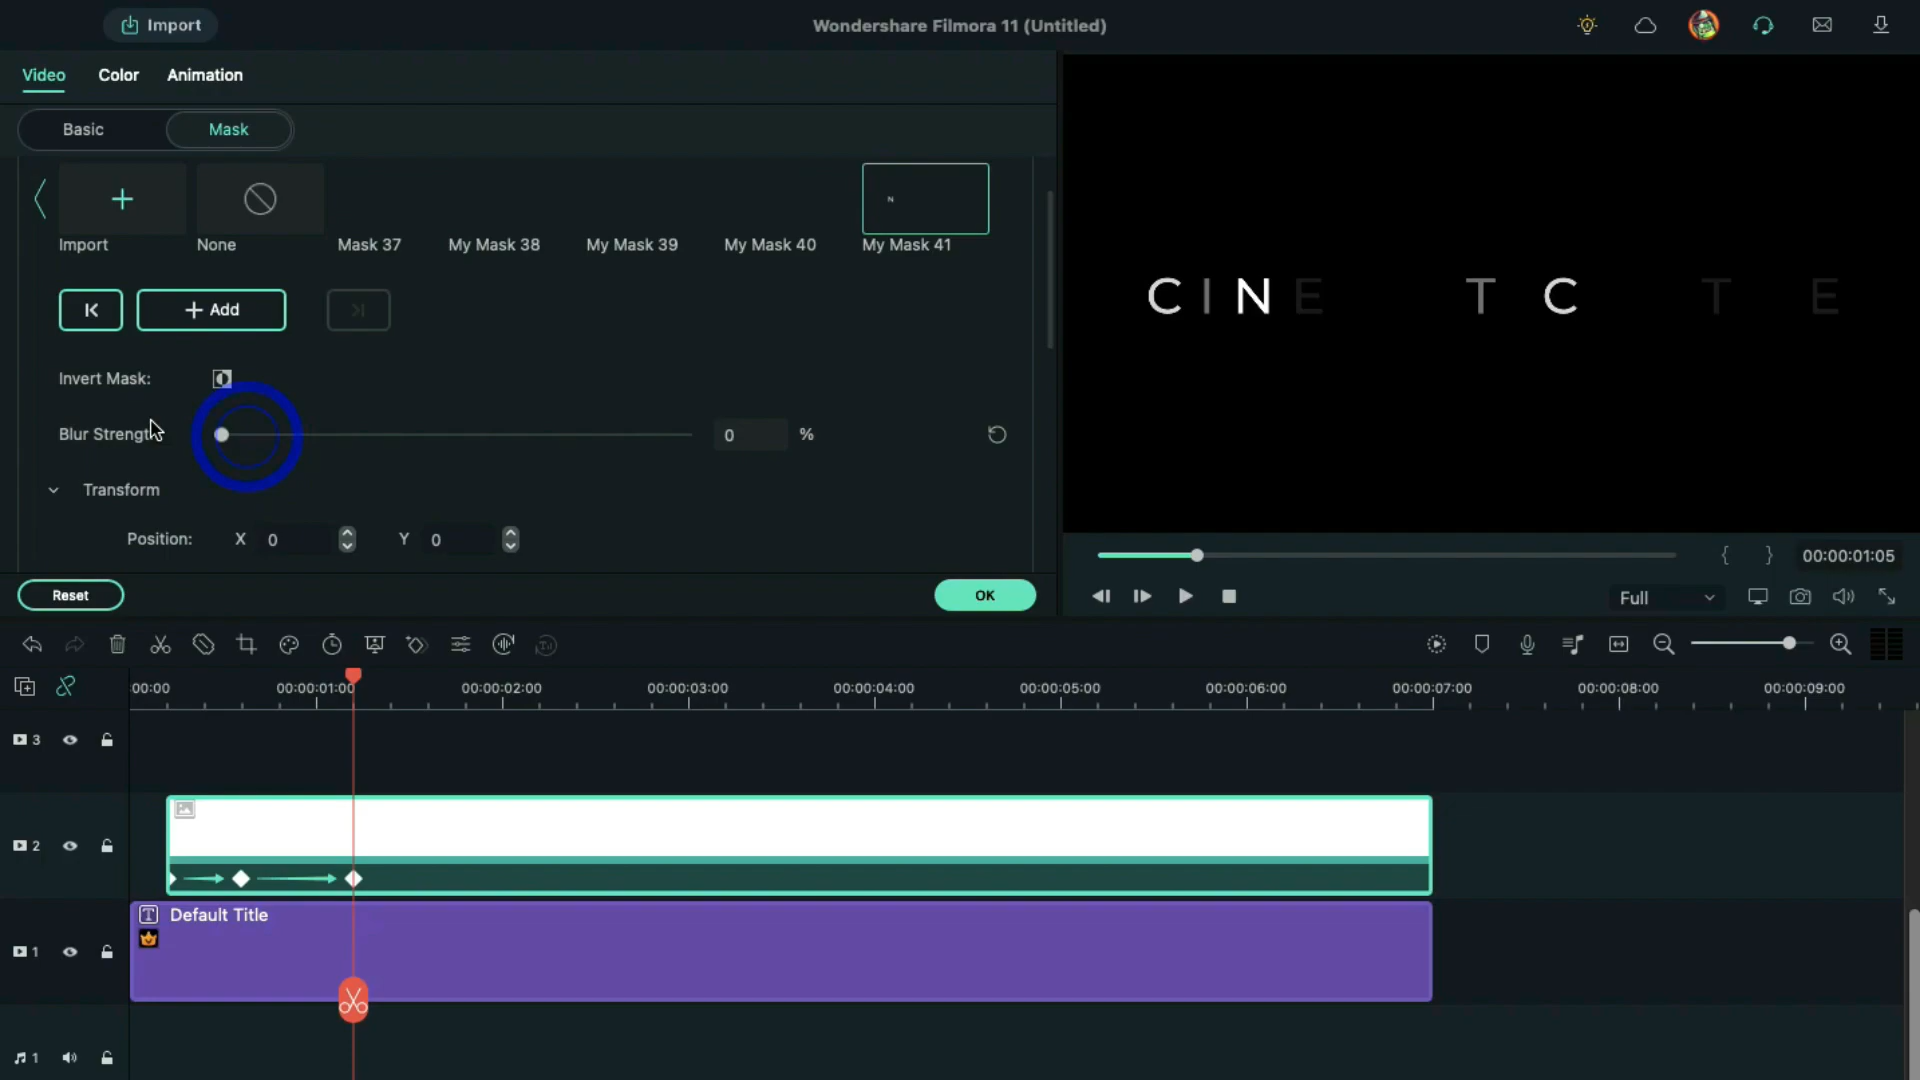 Import
Wondershare Filmora 11 (Untitled)
Video Color Animation
Basic Mask
N
Import None Mask 37 My Mask 38 My Mask 39 My Mask 40 My Mask 41
Add
Invert Mask:
Blur Strengt
0 %
Transform
Position: X 0 Y 0
Reset OK
C I N E T C T E
{ } 00:00:01:05
Full
:00:00 00:00:01:00 00:00:02:00 00:00:03:00 00:00:04:00 00:00:05:00 00:00:06:00 00:00:07:00 00:00:08:00 00:00:09:00
3
2
1
T Default Title
1